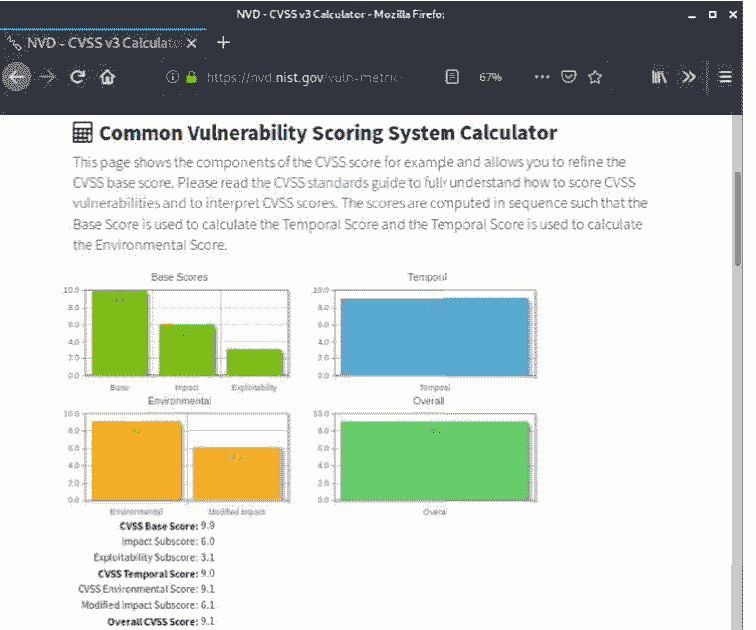 NVD - CVSS v3 Calculator - Mozilla Firefo:
NVD - CVSS v3 Calculato
https://nvd.nist.gov/vuln-metric
67%
Common Vulnerability Scoring System Calculator
This page shows the components of the CVSS score for example and allows you to refine the
CVSS base score. Please read the CVSS standards guide to fully understand how to score CVSS
vulnerabilities and to interpret CVSS scores. The scores are computed in sequence such that the
Base Score is used to calculate the Temporal Score and the Temporal Score is used to calculate
the Environmental Score.
Base Scores
10.0
8.0
6.0
4.0
2.0
0.0
Base Impact Exploitability
Temporal
10.0
8.0
6.0
4.0
2.0
0.0
Temporal
Environmental
10.0
8.0
6.0
4.0
2.0
0.0
Environmental Modified Impact
Overall
10.0
8.0
6.0
4.0
2.0
0.0
Overall
CVSS Base Score: 9.9
Impact Subscore: 6.0
Exploitability Subscore: 3.1
CVSS Temporal Score: 9.0
CVSS Environmental Score: 9.1
Modified Impact Subscore: 6.1
Overall CVSS Score: 9.1